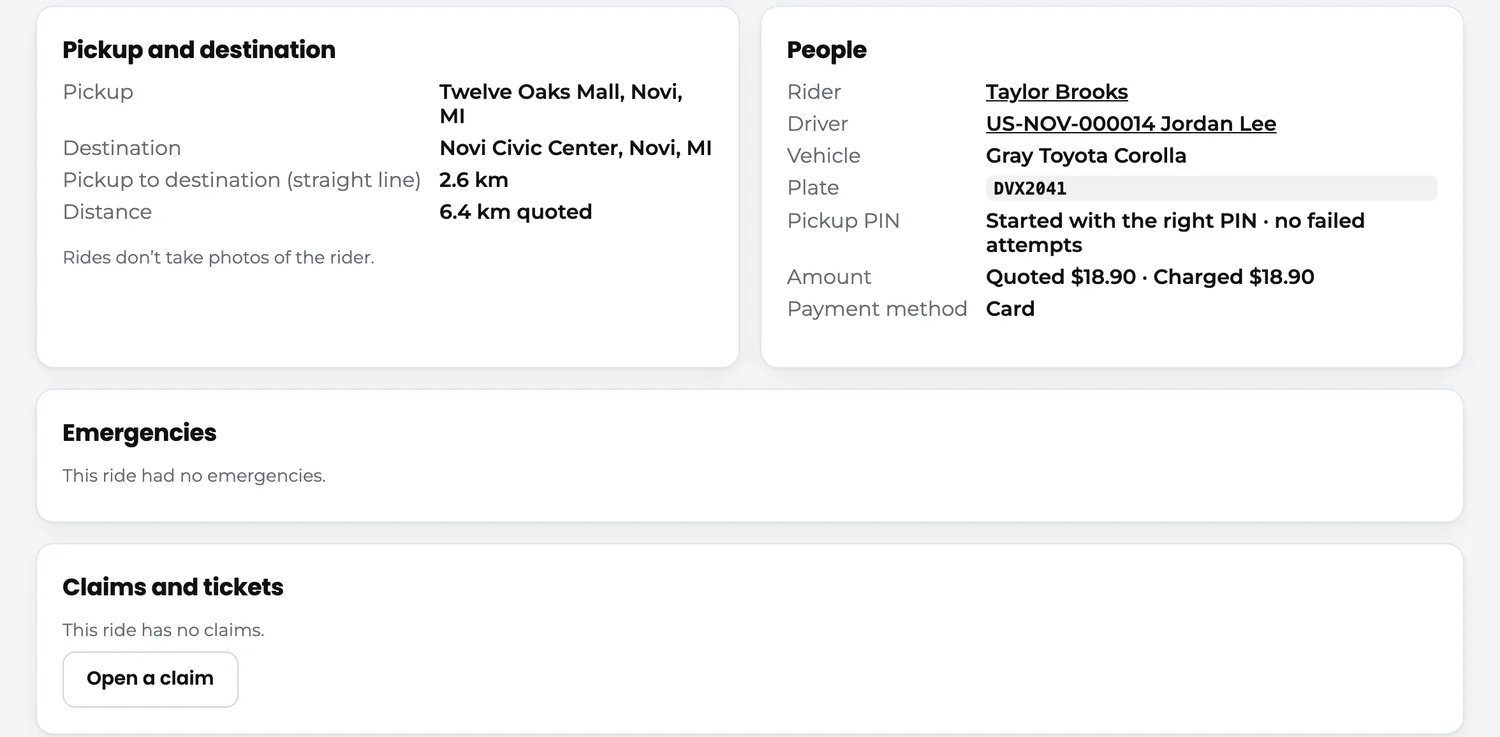 Pickup and destination
Pickup Twelve Oaks Mall, Novi,
MI
Destination Novi Civic Center, Novi, MI
Pickup to destination (straight line) 2.6 km
Distance 6.4 km quoted
Rides don’t take photos of the rider.
People
Rider Taylor Brooks
Driver US-NOV-000014 Jordan Lee
Vehicle Gray Toyota Corolla
Plate DVX2041
Pickup PIN Started with the right PIN · no failed
attempts
Amount Quoted $18.90 · Charged $18.90
Payment method Card
Emergencies
This ride had no emergencies.
Claims and tickets
This ride has no claims.
Open a claim